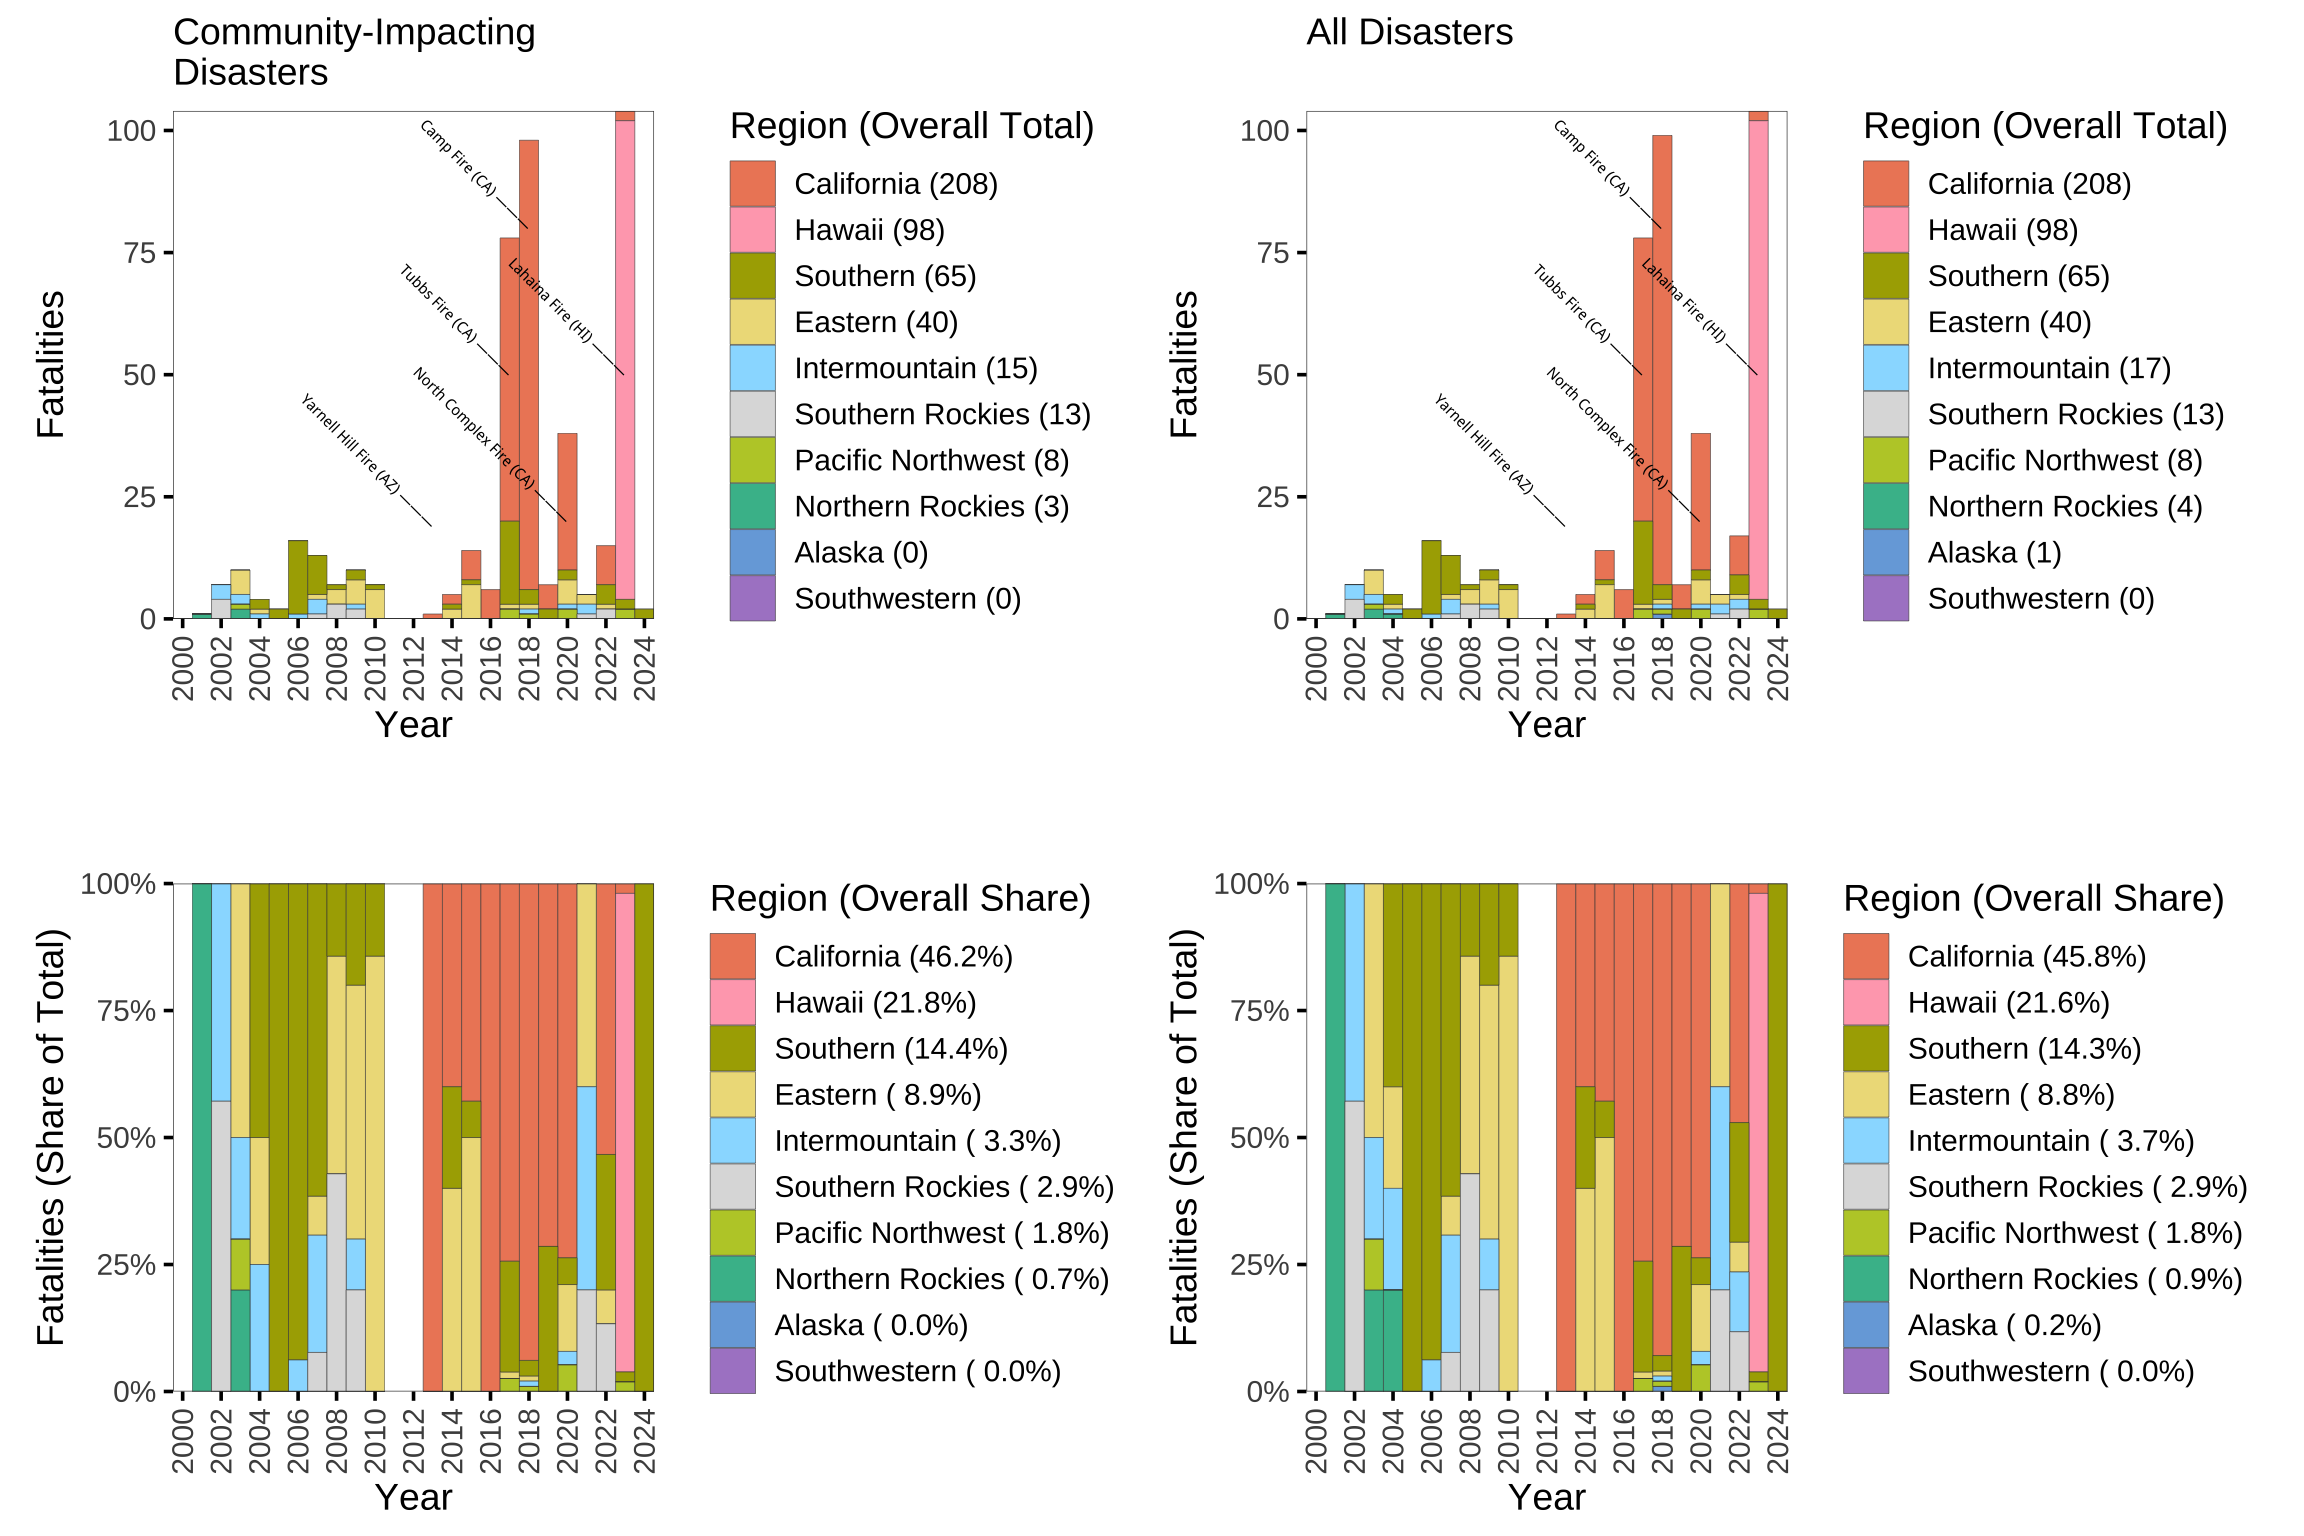 Community-Impacting
Disasters
Fatalities
100
75
50
25
0
Camp Fire (CA)
Tubbs Fire (CA)
Lahaina Fire (HI)
North Complex Fire (CA)
Yarnell Hill Fire (AZ)
2000
2002
2004
2006
2008
2010
2012
2014
2016
2018
2020
2022
2024
Year
Region (Overall Total)
California (208)
Hawaii (98)
Southern (65)
Eastern (40)
Intermountain (15)
Southern Rockies (13)
Pacific Northwest (8)
Northern Rockies (3)
Alaska (0)
Southwestern (0)
All Disasters
Fatalities
100
75
50
25
0
Camp Fire (CA)
Tubbs Fire (CA)
Lahaina Fire (HI)
North Complex Fire (CA)
Yarnell Hill Fire (AZ)
2000
2002
2004
2006
2008
2010
2012
2014
2016
2018
2020
2022
2024
Year
Region (Overall Total)
California (208)
Hawaii (98)
Southern (65)
Eastern (40)
Intermountain (17)
Southern Rockies (13)
Pacific Northwest (8)
Northern Rockies (4)
Alaska (1)
Southwestern (0)
Fatalities (Share of Total)
100%
75%
50%
25%
0%
2000
2002
2004
2006
2008
2010
2012
2014
2016
2018
2020
2022
2024
Year
Region (Overall Share)
California (46.2%)
Hawaii (21.8%)
Southern (14.4%)
Eastern ( 8.9%)
Intermountain ( 3.3%)
Southern Rockies ( 2.9%)
Pacific Northwest ( 1.8%)
Northern Rockies ( 0.7%)
Alaska ( 0.0%)
Southwestern ( 0.0%)
Fatalities (Share of Total)
100%
75%
50%
25%
0%
2000
2002
2004
2006
2008
2010
2012
2014
2016
2018
2020
2022
2024
Year
Region (Overall Share)
California (45.8%)
Hawaii (21.6%)
Southern (14.3%)
Eastern ( 8.8%)
Intermountain ( 3.7%)
Southern Rockies ( 2.9%)
Pacific Northwest ( 1.8%)
Northern Rockies ( 0.9%)
Alaska ( 0.2%)
Southwestern ( 0.0%)